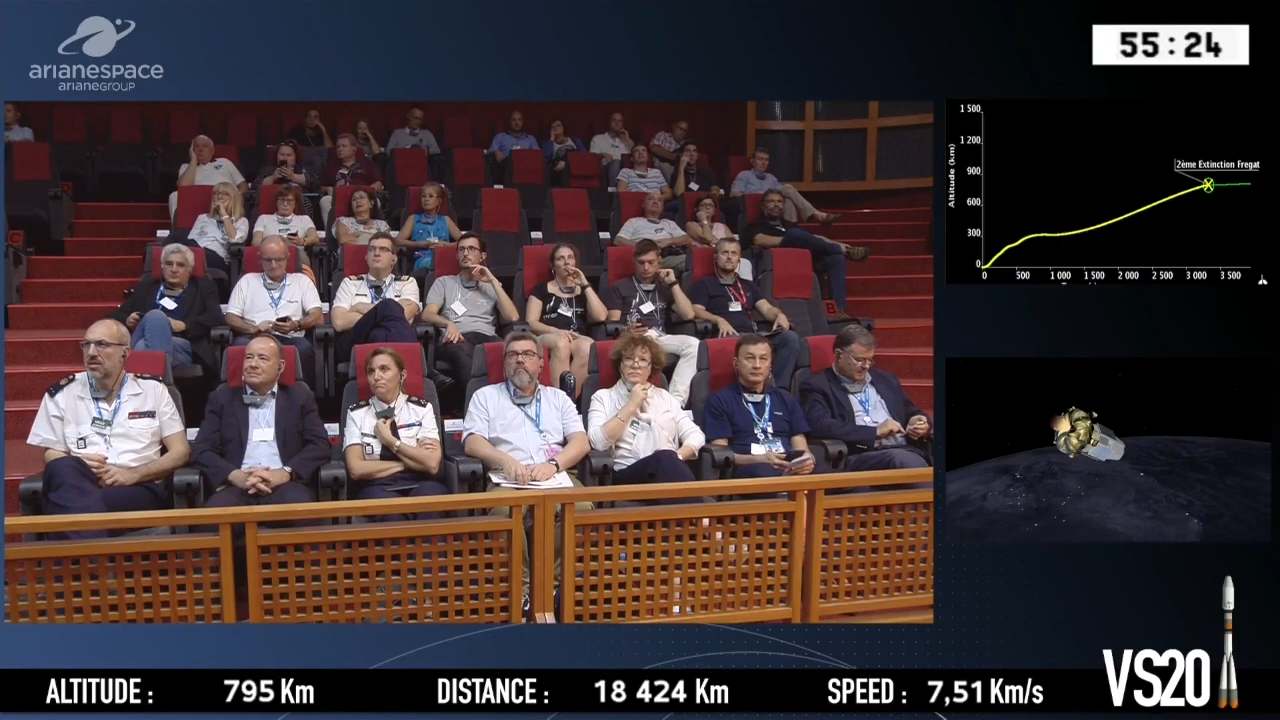 arianespace
arianeGROUP
55:24
1 500
1 200
900
600
300
0
Altitude (km)
2ème Extinction Fregat
0 500 1 000 1 500 2 000 2 500 3 000 3 500
ALTITUDE : 795 Km DISTANCE : 18 424 Km SPEED : 7,51 Km/s
VS20